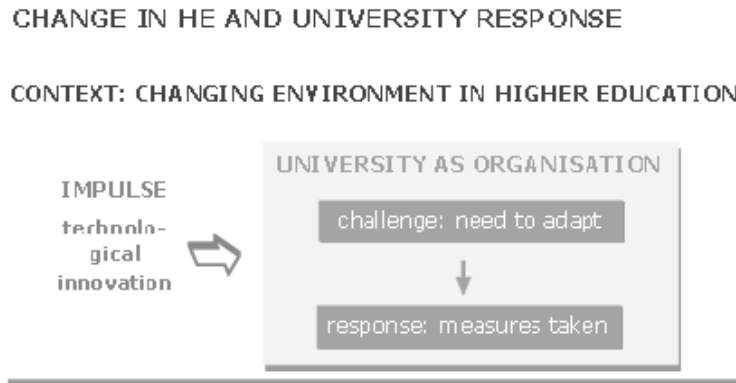 CHANGE IN HE AND UNIVERSITY RESPONSE
CONTEXT: CHANGING ENVIRONMENT IN HIGHER EDUCATION
IMPULSE
technolo-
gical
innovation
UNIVERSITY AS ORGANISATION
challenge: need to adapt
response: measures taken